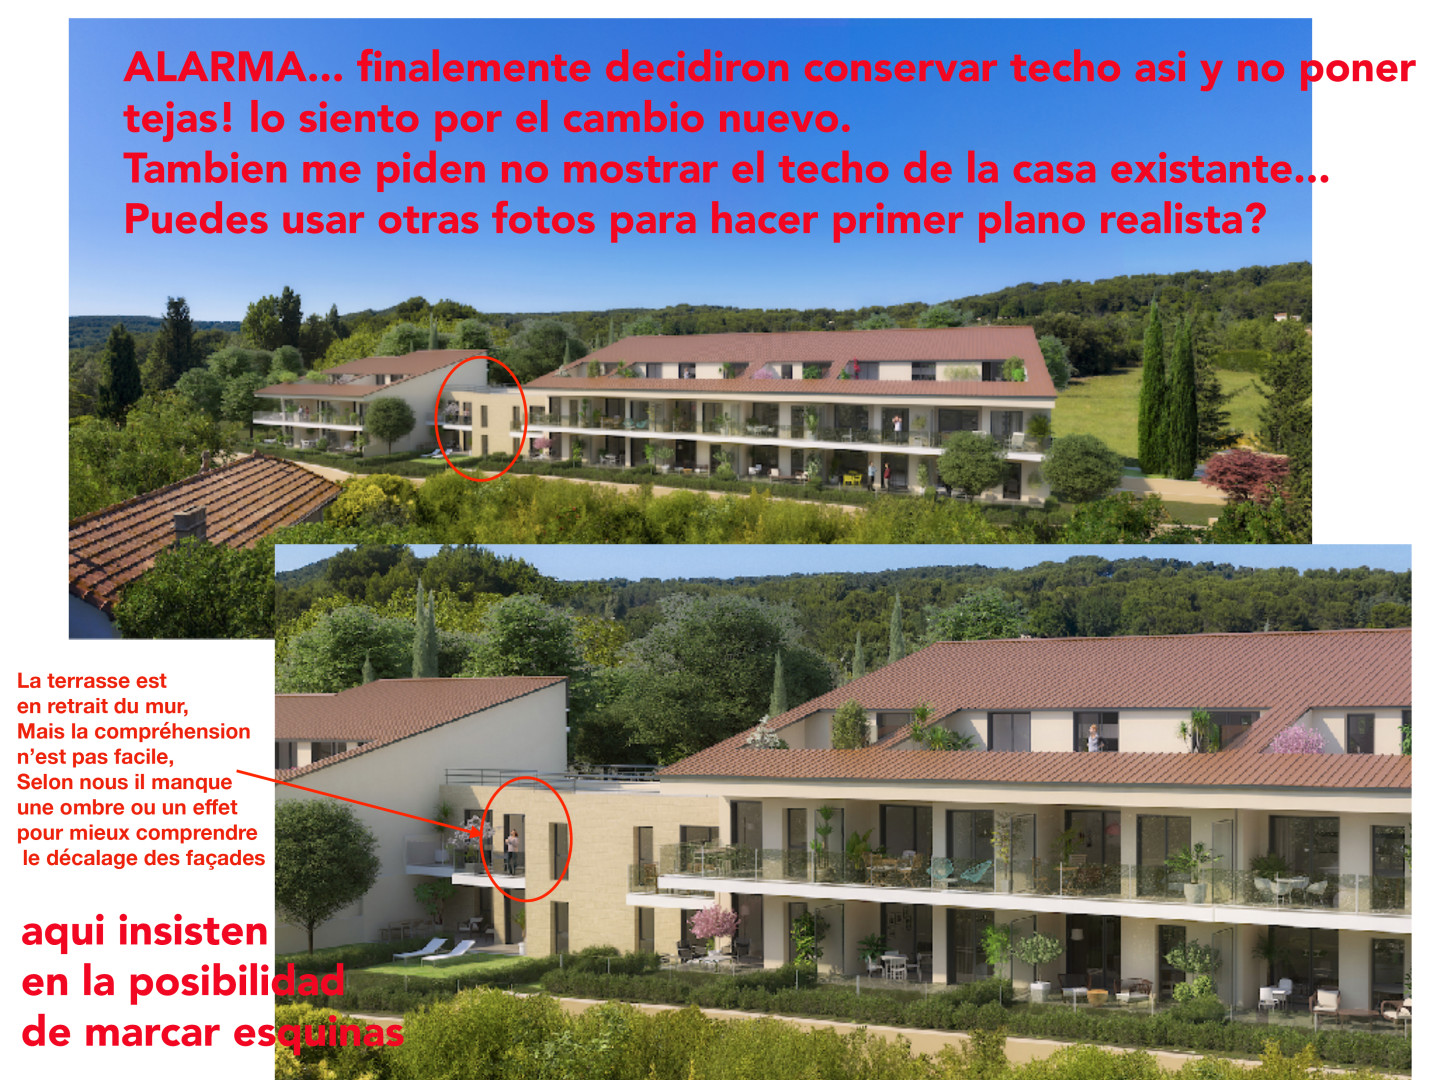 ALARMA... finalemente decidiron conservar techo asi y no poner
tejas! lo siento por el cambio nuevo.
Tambien me piden no mostrar el techo de la casa existante...
Puedes usar otras fotos para hacer primer plano realista?
La terrasse est
en retrait du mur,
Mais la compréhension
n'est pas facile,
Selon nous il manque
une ombre ou un effet
pour mieux comprendre
le décalage des façades
aqui insisten
en la posibilidad
de marcar esquinas